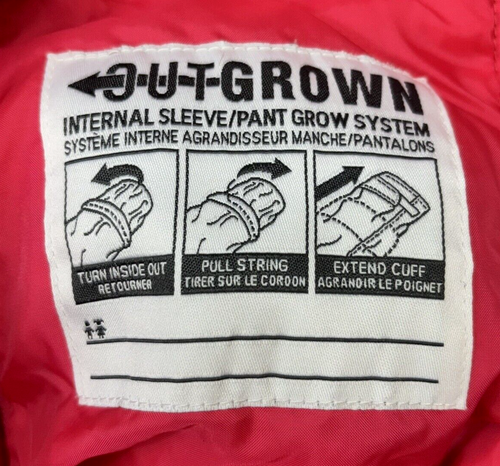 OUTGROWN
INTERNAL SLEEVE/PANT GROW SYSTEM
SYSTÈME INTERNE AGRANDISSEUR MANCHE/PANTALONS
TURN INSIDE OUT
RETOURNER
PULL STRING
TIRER SUR LE CORDON
EXTEND CUFF
AGRANDIR LE POIGNET